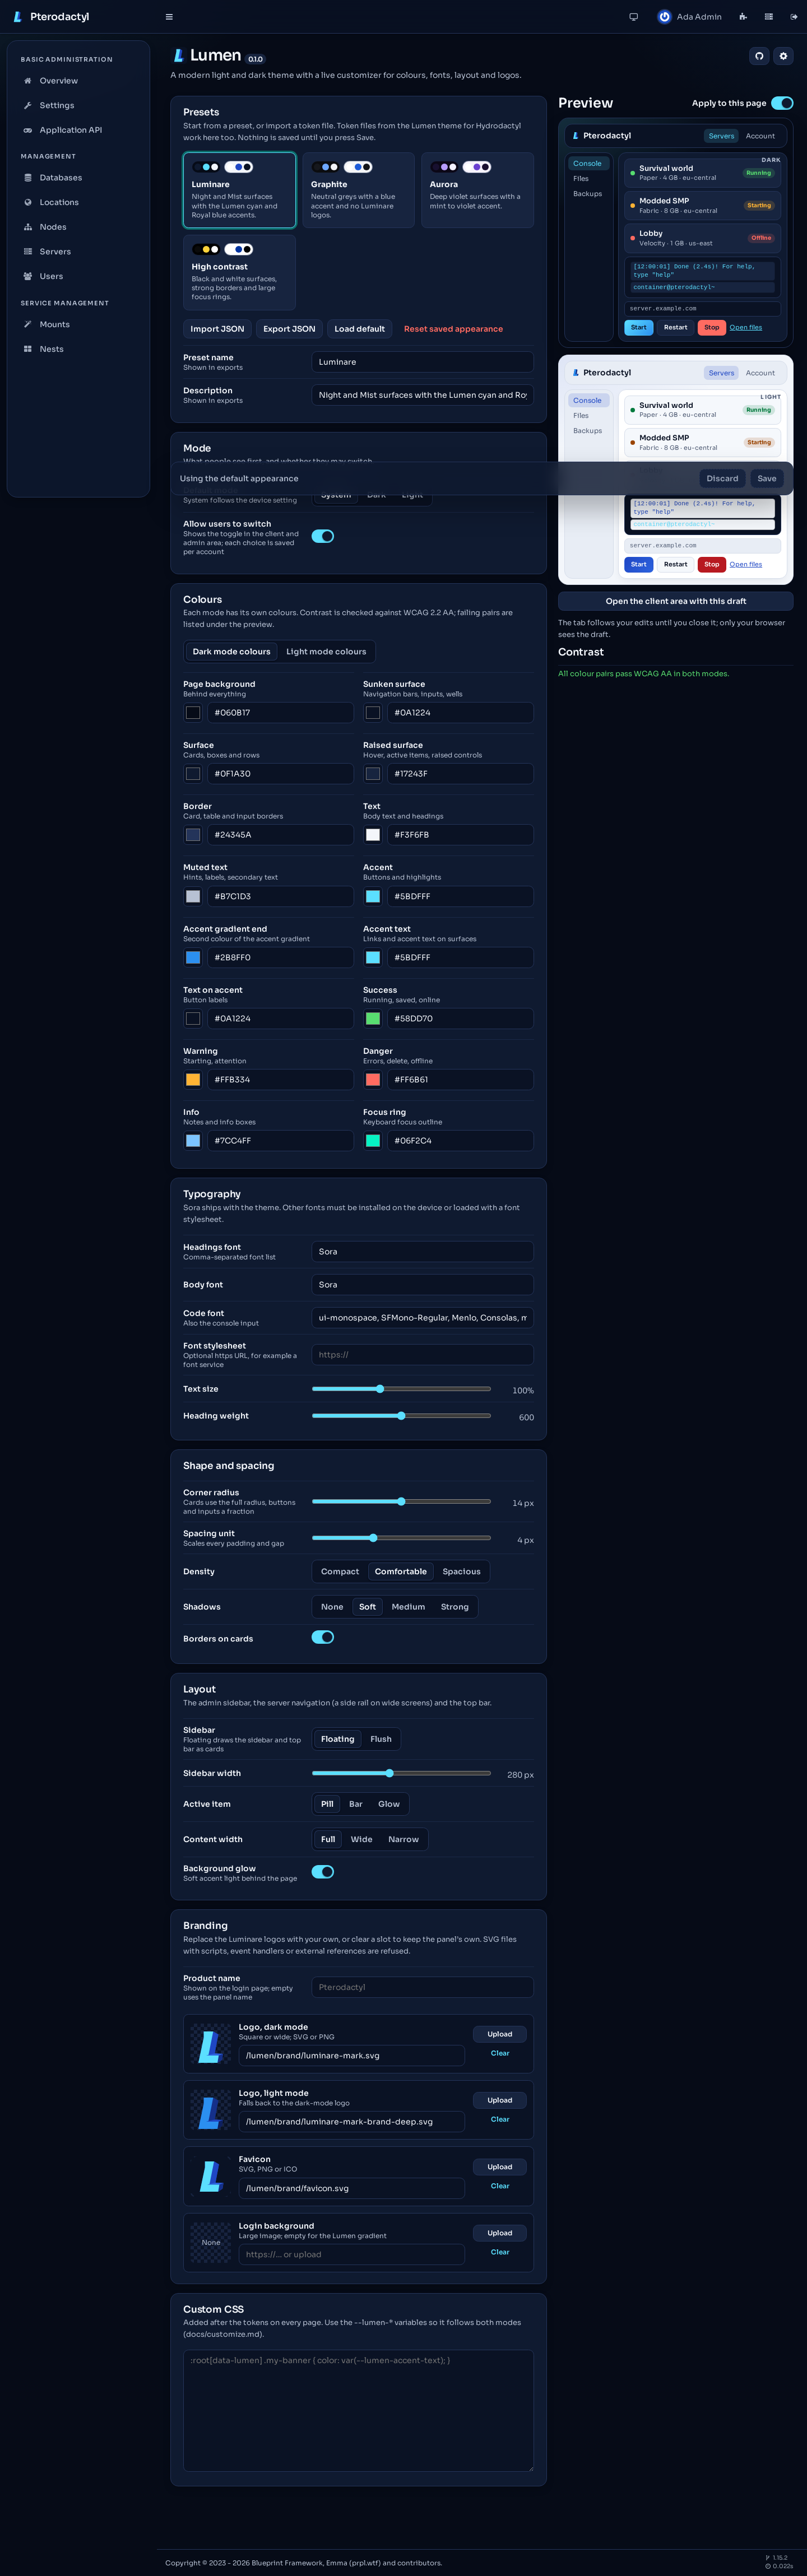 Pterodactyl
Ada Admin
BASIC ADMINISTRATION
Overview
Settings
Application API
MANAGEMENT
Databases
Locations
Nodes
Servers
Users
SERVICE MANAGEMENT
Mounts
Nests
Lumen 0.1.0
A modern light and dark theme with a live customizer for colours, fonts, layout and logos.
Presets
Start from a preset, or import a token file. Token files from the Lumen theme for Hydrodactyl
work here too. Nothing is saved until you press Save.
Luminare
Night and Mist surfaces
with the Lumen cyan and
Royal blue accents.
Graphite
Neutral greys with a blue
accent and no Luminare
logos.
Aurora
Deep violet surfaces with a
mint to violet accent.
High contrast
Black and white surfaces,
strong borders and large
focus rings.
Import JSON
Export JSON
Load default
Reset saved appearance
Preset name
Shown in exports
Luminare
Description
Shown in exports
Night and Mist surfaces with the Lumen cyan and Roy
Mode
What people see first, and whether they may switch.
Using the default appearance
Discard
Save
System follows the device setting
System
Dark
Light
Allow users to switch
Shows the toggle in the client and
admin area; each choice is saved
per account
Colours
Each mode has its own colours. Contrast is checked against WCAG 2.2 AA; failing pairs are
listed under the preview.
Dark mode colours
Light mode colours
Page background
Behind everything
#060B17
Sunken surface
Navigation bars, inputs, wells
#0A1224
Surface
Cards, boxes and rows
#0F1A30
Raised surface
Hover, active items, raised controls
#17243F
Border
Card, table and input borders
#24345A
Text
Body text and headings
#F3F6FB
Muted text
Hints, labels, secondary text
#B7C1D3
Accent
Buttons and highlights
#5BDFFF
Accent gradient end
Second colour of the accent gradient
#2B8FF0
Accent text
Links and accent text on surfaces
#5BDFFF
Text on accent
Button labels
#0A1224
Success
Running, saved, online
#58DD70
Warning
Starting, attention
#FFB334
Danger
Errors, delete, offline
#FF6B61
Info
Notes and info boxes
#7CC4FF
Focus ring
Keyboard focus outline
#06F2C4
Typography
Sora ships with the theme. Other fonts must be installed on the device or loaded with a font
stylesheet.
Headings font
Comma-separated font list
Sora
Body font
Sora
Code font
Also the console input
ui-monospace, SFMono-Regular, Menlo, Consolas, m
Font stylesheet
Optional https URL, for example a
font service
https://
Text size
100%
Heading weight
600
Shape and spacing
Corner radius
Cards use the full radius, buttons
and inputs a fraction
14 px
Spacing unit
Scales every padding and gap
4 px
Density
Compact
Comfortable
Spacious
Shadows
None
Soft
Medium
Strong
Borders on cards
Layout
The admin sidebar, the server navigation (a side rail on wide screens) and the top bar.
Sidebar
Floating draws the sidebar and top
bar as cards
Floating
Flush
Sidebar width
280 px
Active item
Pill
Bar
Glow
Content width
Full
Wide
Narrow
Background glow
Soft accent light behind the page
Branding
Replace the Luminare logos with your own, or clear a slot to keep the panel's own. SVG files
with scripts, event handlers or external references are refused.
Product name
Shown on the login page; empty
uses the panel name
Pterodactyl
Logo, dark mode
Square or wide; SVG or PNG
/lumen/brand/luminare-mark.svg
Upload
Clear
Logo, light mode
Falls back to the dark-mode logo
/lumen/brand/luminare-mark-brand-deep.svg
Upload
Clear
Favicon
SVG, PNG or ICO
/lumen/brand/favicon.svg
Upload
Clear
None
Login background
Large image; empty for the Lumen gradient
https://... or upload
Upload
Clear
Custom CSS
Added after the tokens on every page. Use the --lumen-* variables so it follows both modes
(docs/customize.md).
:root[data-lumen] .my-banner { color: var(--lumen-accent-text); }
Preview
Apply to this page
Pterodactyl
Servers
Account
DARK
Console
Files
Backups
Survival world
Paper · 4 GB · eu-central
Running
Modded SMP
Fabric · 8 GB · eu-central
Starting
Lobby
Velocity · 1 GB · us-east
Offline
[12:00:01] Done (2.4s)! For help,
type "help"
container@pterodactyl~
server.example.com
Start
Restart
Stop
Open files
Pterodactyl
Servers
Account
LIGHT
Console
Files
Backups
Survival world
Paper · 4 GB · eu-central
Running
Modded SMP
Fabric · 8 GB · eu-central
Starting
[12:00:01] Done (2.4s)! For help,
type "help"
container@pterodactyl~
server.example.com
Start
Restart
Stop
Open files
Open the client area with this draft
The tab follows your edits until you close it; only your browser
sees the draft.
Contrast
All colour pairs pass WCAG AA in both modes.
Copyright © 2023 - 2026 Blueprint Framework, Emma (prpl.wtf) and contributors.
1.15.2
0.022s